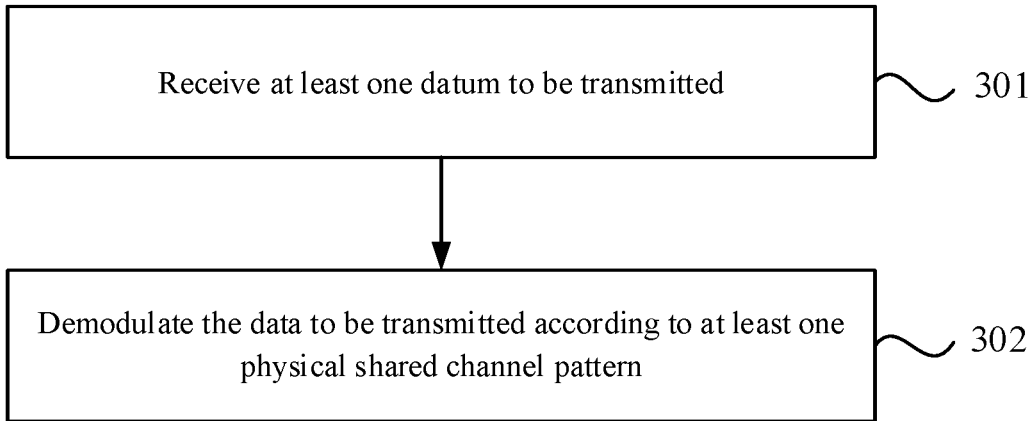 Receive at least one datum to be transmitted
301
Demodulate the data to be transmitted according to at least one
physical shared channel pattern
302